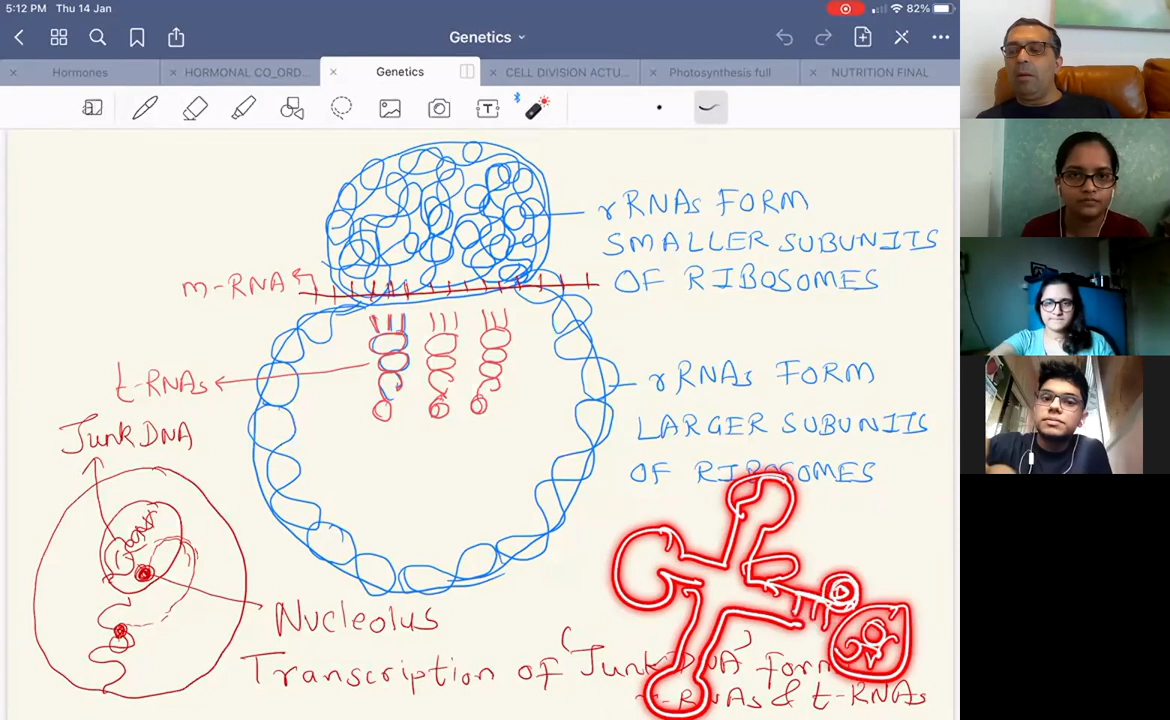 5:12 PM Thu 14 Jan
82%
Genetics
Hormones
HORMONAL CO_ORD...
Genetics
CELL DIVISION ACTU...
Photosynthesis full
NUTRITION FINAL
T
rRNAs FORM
SMALLER SUBUNITS
OF RIBOSOMES
m-RNA
t-RNAs
rRNAs FORM
LARGER SUBUNITS
OF RIBOSOMES
Junk DNA
Nucleolus
Transcription of (Junk DNA) form
r-RNAs & t-RNAs